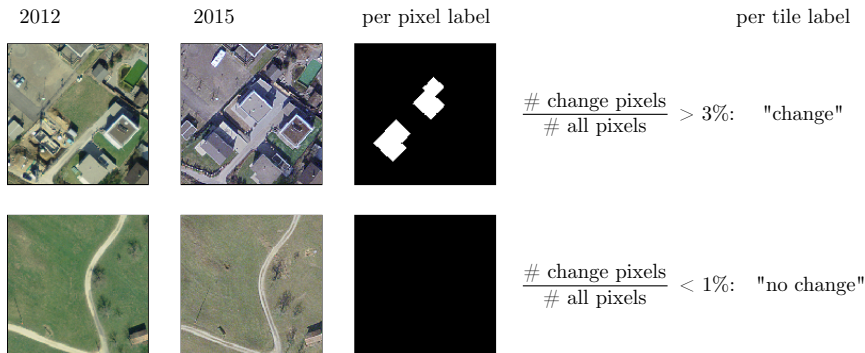 2012 2015 per pixel label per tile label
# change pixels
# all pixels
> 3%: "change"
# change pixels
# all pixels
< 1%: "no change"